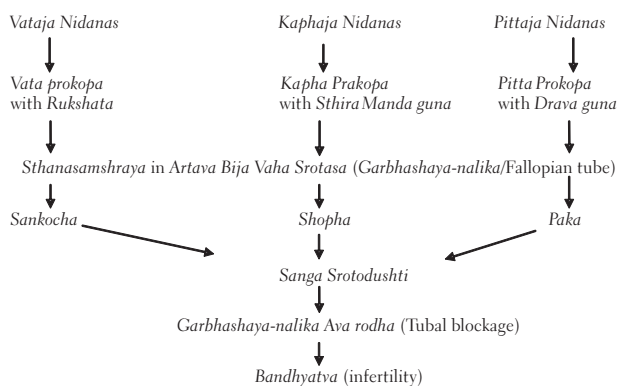 Vataja Nidanas Kaphaja Nidanas Pittaja Nidanas
Vata prokopa
with Rukshata
Kapha Prakopa
with Sthira Manda guna
Pitta Prokopa
with Drava guna
Sthanasamshraya in Artava Bija Vaha Srotasa (Garbhashaya-nalika/Fallopian tube)
Sankocha Shopha Paka
Sanga Srotodushti
Garbhashaya-nalika Ava rodha (Tubal blockage)
Bandhyatva (infertility)